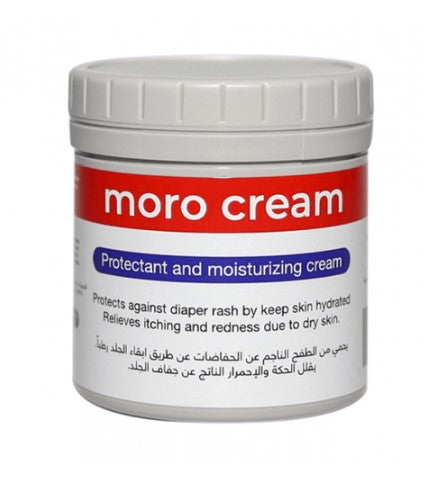 moro cream
Protectant and moisturizing cream
Protects against diaper rash by keep skin hydrated
Relieves itching and redness due to dry skin.
يحمي من الطفح الناجم عن الحفاضات عن طريق ابقاء الجلد رطباً.
يقلل الحكة والإحمرار الناتج عن جفاف الجلد.